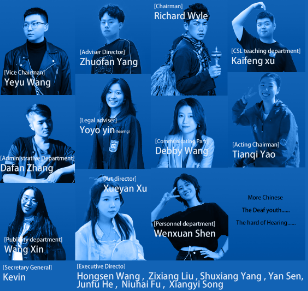 [Chairman]
Richard Wyle
[Adviser Director]
Zhuofan Yang
[CSL teaching department]
Kaifeng xu
[Vice Chairman]
Yeyu Wang
[Legal adviser]
Yoyo yin
Debby Wang
[Acting Chairman]
Tianqi Yao
[Administrative Department]
Dafan Zhang
Xueyan Xu
[Publicity department]
Wang Xin
[Personnel department]
Wenxuan Shen
More Chinese
The Deaf youth......
The Hard of Hearing......
[Secretary General]
Kevin
[Executive Director]
Hongsen Wang , Zixiang Liu , Shuxiang Yang , Yan Sen,
Junfu He , Niuhai Fu , Xiangyi Song